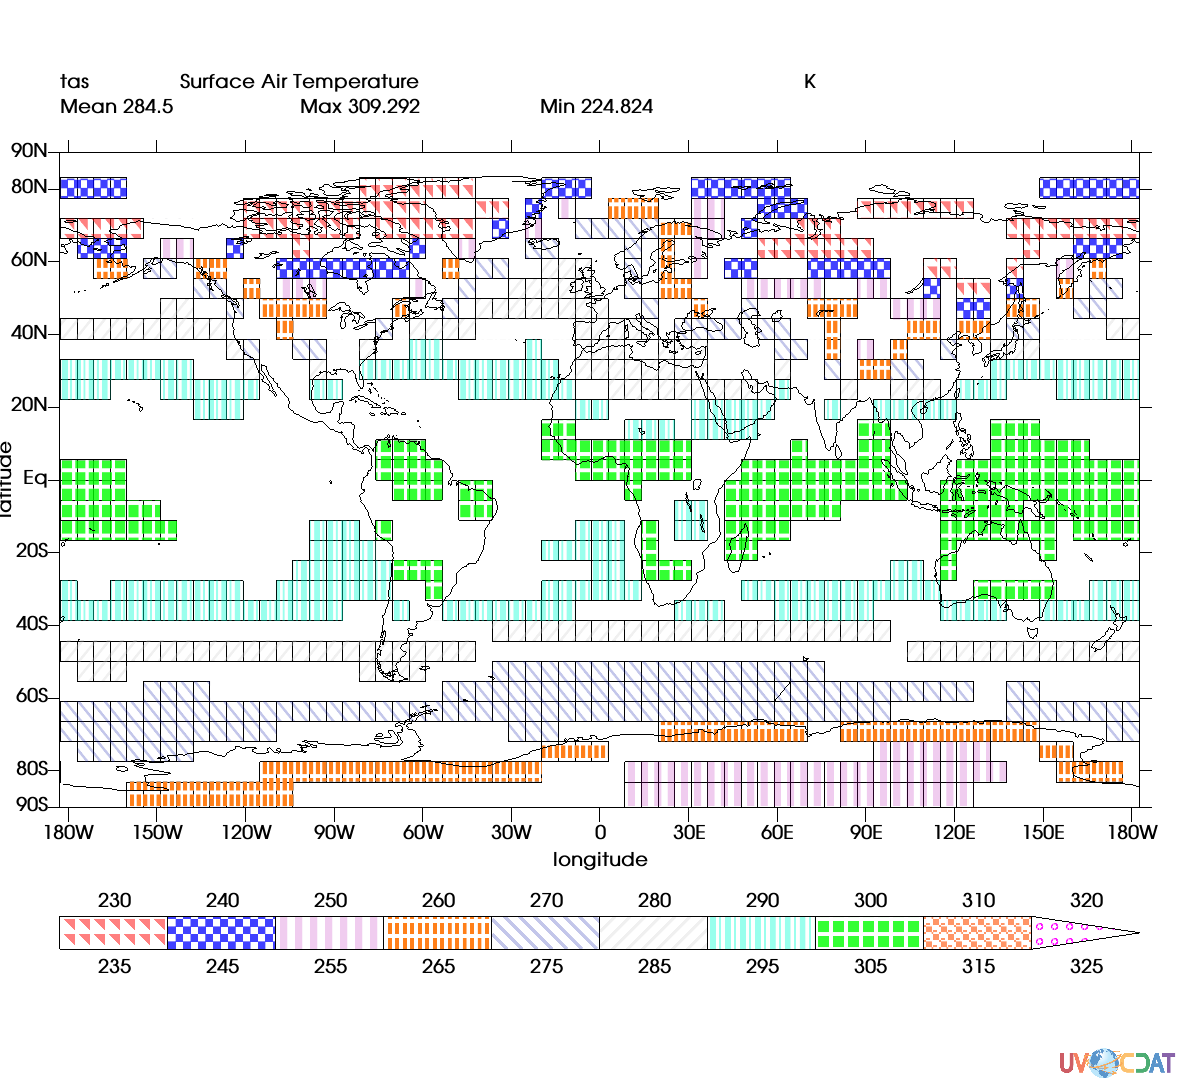 tas Surface Air Temperature K
Mean 284.5 Max 309.292 Min 224.824
90N
80N
60N
40N
20N
Eq
20S
40S
60S
80S
90S
latitude
180W 150W 120W 90W 60W 30W 0 30E 60E 90E 120E 150E 180W
longitude
230 240 250 260 270 280 290 300 310 320
235 245 255 265 275 285 295 305 315 325
UV CDAT